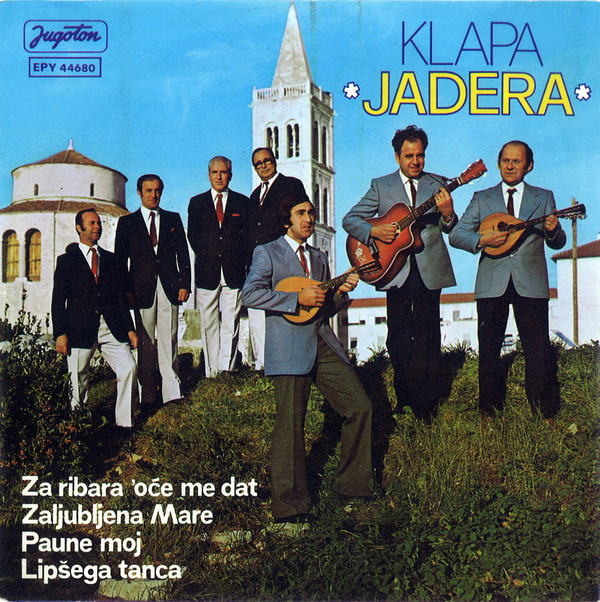 Jugoton
EPY 44680
KLAPA
*JADERA*
Za ribara 'oće me dat
Zaljubljena Mare
Paune moj
Lipšega tanca